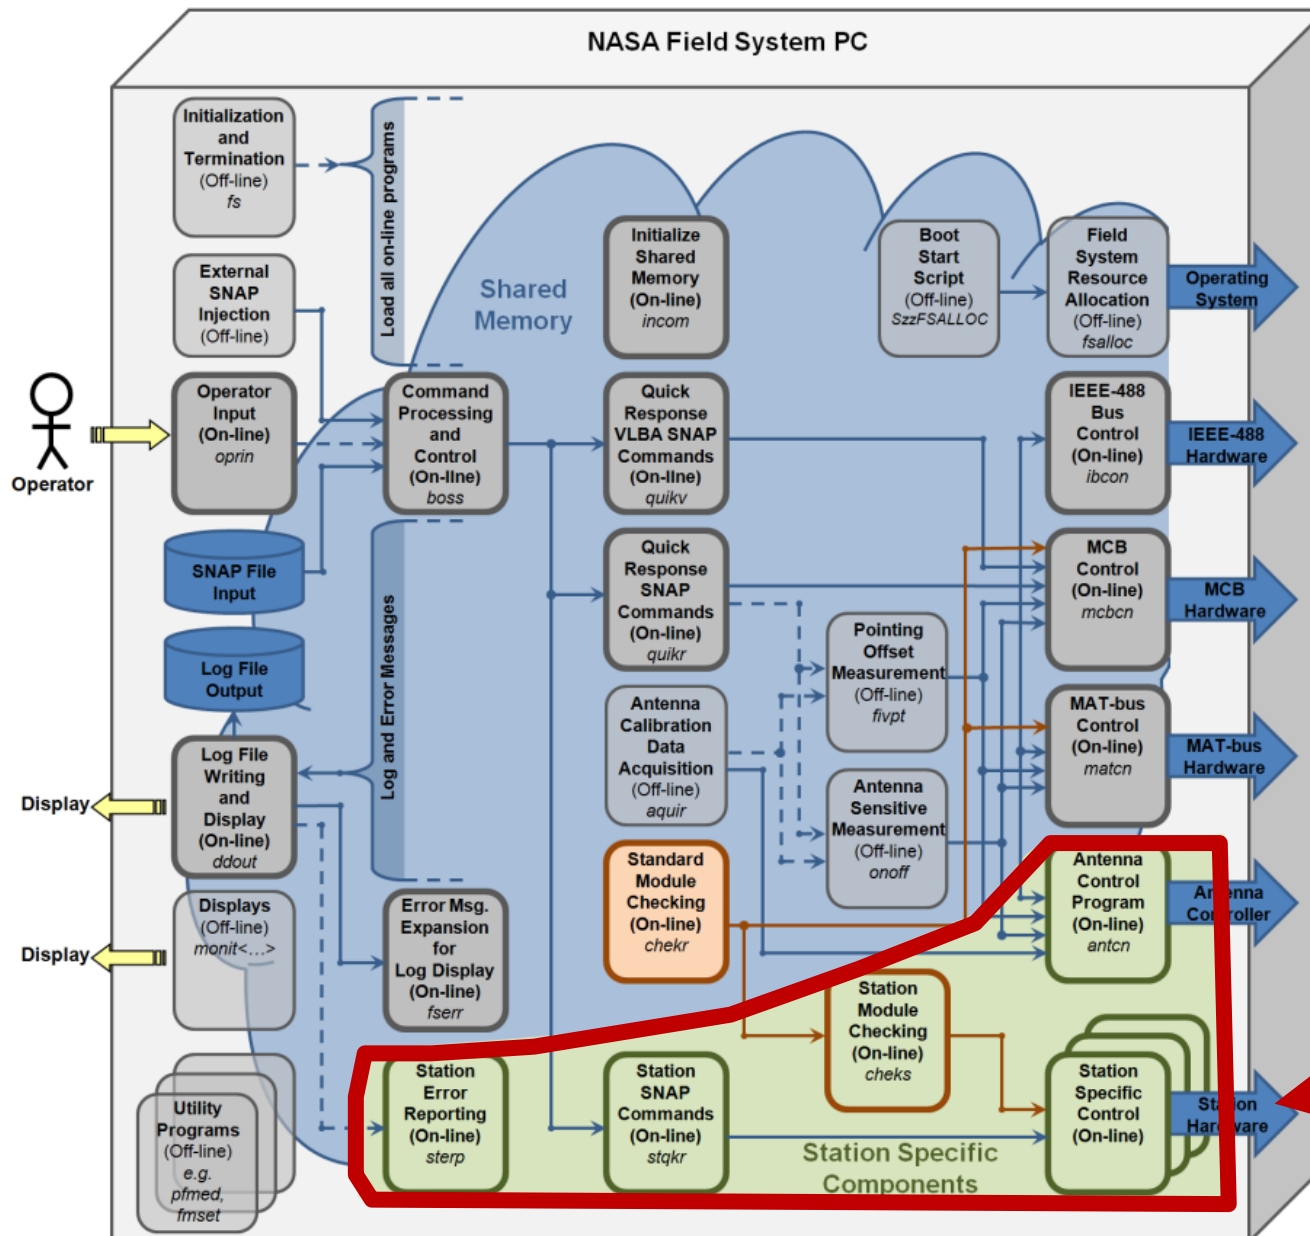 NASA Field System PC
Initialization
and
Termination
(Off-line)
fs
Load all on-line programs
External
SNAP
Injection
(Off-line)
Shared
Memory
Initialize
Shared
Memory
(On-line)
incom
Boot
Start
Script
(Off-line)
SzzFSALLOC
Field
System
Resource
Allocation
(Off-line)
fsalloc
Operating
System
Operator
Operator
Input
(On-line)
oprin
Command
Processing
and
Control
(On-line)
boss
Quick
Response
VLBA SNAP
Commands
(On-line)
quikv
IEEE-488
Bus
Control
(On-line)
ibcon
IEEE-488
Hardware
SNAP File
Input
Log File
Output
Log and Error Messages
Quick
Response
SNAP
Commands
(On-line)
quikr
MCB
Control
(On-line)
mcbcn
MCB
Hardware
Pointing
Offset
Measurement
(Off-line)
fivpt
Antenna
Calibration
Data
Acquisition
(Off-line)
aquir
MAT-bus
Control
(On-line)
matcn
MAT-bus
Hardware
Display
Log File
Writing
and
Display
(On-line)
ddout
Antenna
Sensitive
Measurement
(Off-line)
onoff
Standard
Module
Checking
(On-line)
chekr
Antenna
Control
Program
(On-line)
antcn
Antenna
Controller
Display
Displays
(Off-line)
monit<...>
Error Msg.
Expansion
for
Log Display
(On-line)
fserr
Station
Module
Checking
(On-line)
cheks
Utility
Programs
(Off-line)
e.g.
pfmed,
fmset
Station
Error
Reporting
(On-line)
sterp
Station
SNAP
Commands
(On-line)
stqkr
Station
Specific
Control
(On-line)
Station
Hardware
Station Specific
Components